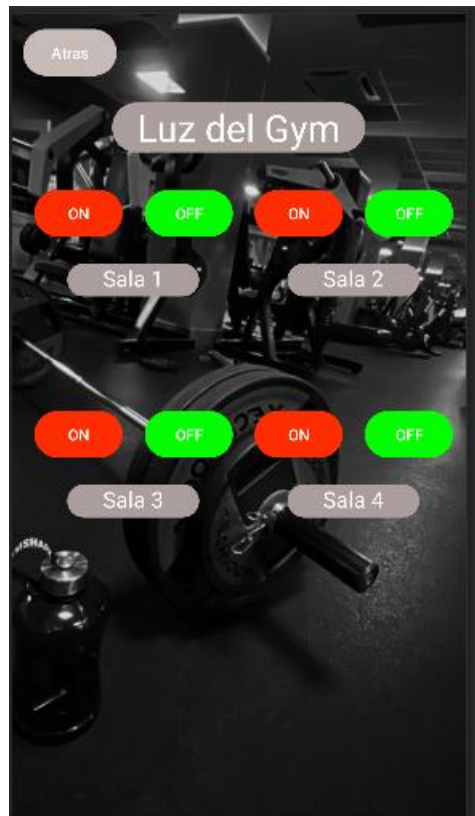 Atras
Luz del Gym
ON OFF ON OFF
Sala 1 Sala 2
ON OFF ON OFF
Sala 3 Sala 4